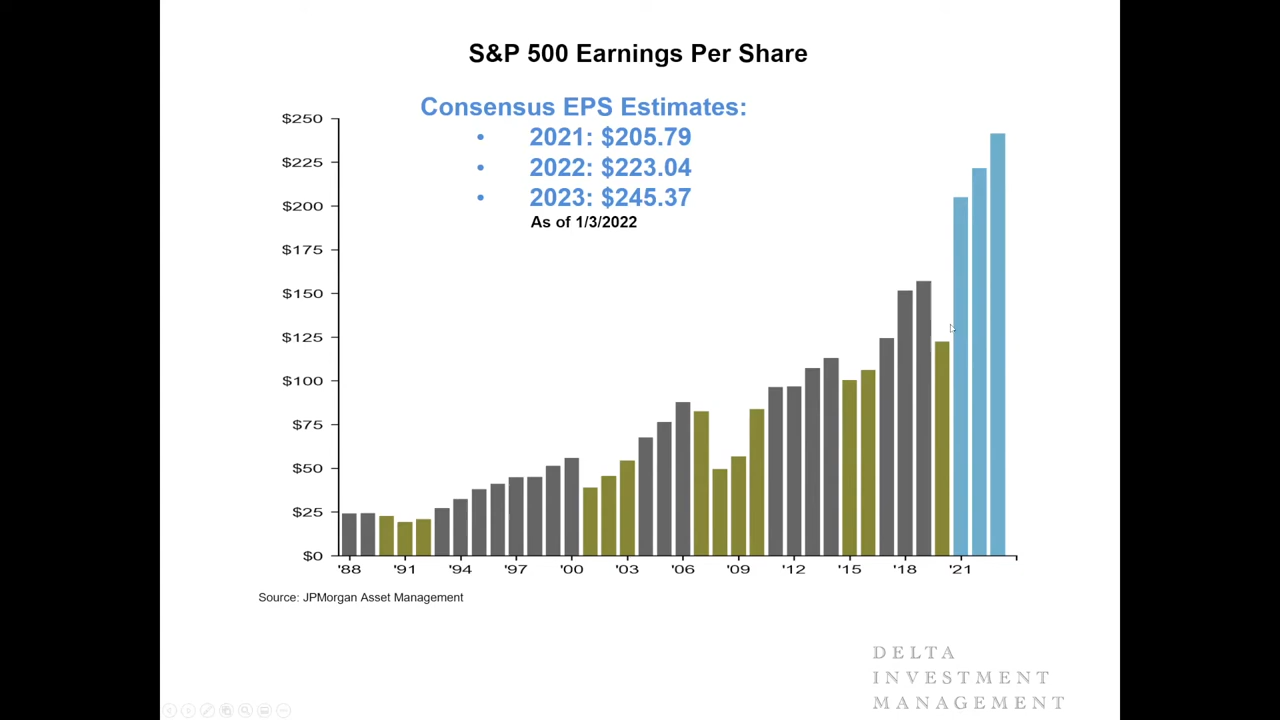 S&P 500 Earnings Per Share
Consensus EPS Estimates:
• 2021: $205.79
• 2022: $223.04
• 2023: $245.37
As of 1/3/2022
$250
$225
$200
$175
$150
$125
$100
$75
$50
$25
$0
'88 '91 '94 '97 '00 '03 '06 '09 '12 '15 '18 '21
Source: JPMorgan Asset Management
DELTA
INVESTMENT
MANAGEMENT